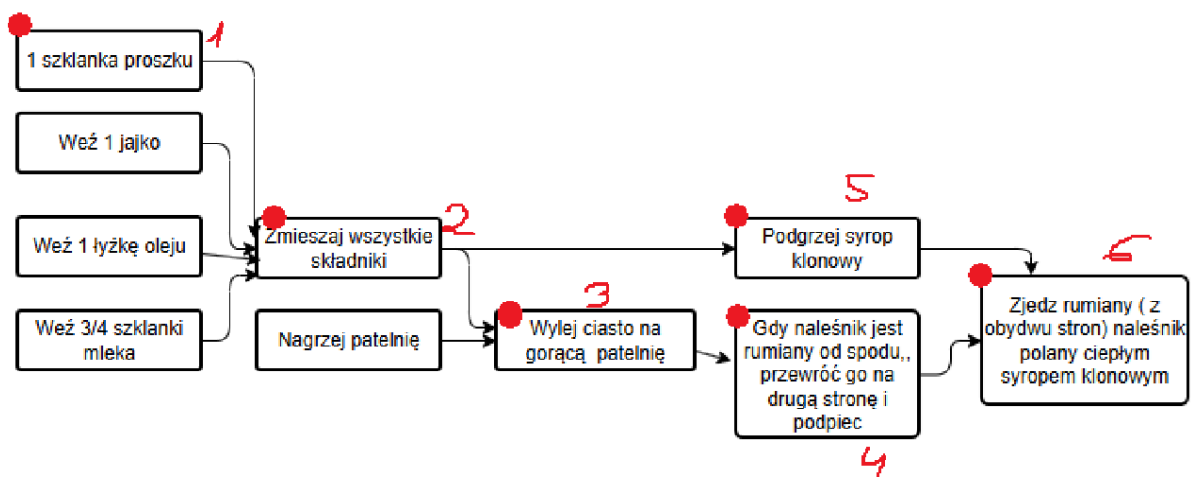 1
1 szklanka proszku
Weź 1 jajko
Weź 1 łyżkę oleju
Weź 3/4 szklanki
mleka
2
Zmieszaj wszystkie
składniki
Nagrzej patelnię
3
Wylej ciasto na
gorącą patelnię
5
Podgrzej syrop
klonowy
Gdy naleśnik jest
rumiany od spodu,,
przewróć go na
drugą stronę i
podpiec
4
6
Zjedz rumiany ( z
obydwu stron) naleśnik
polany ciepłym
syropem klonowym